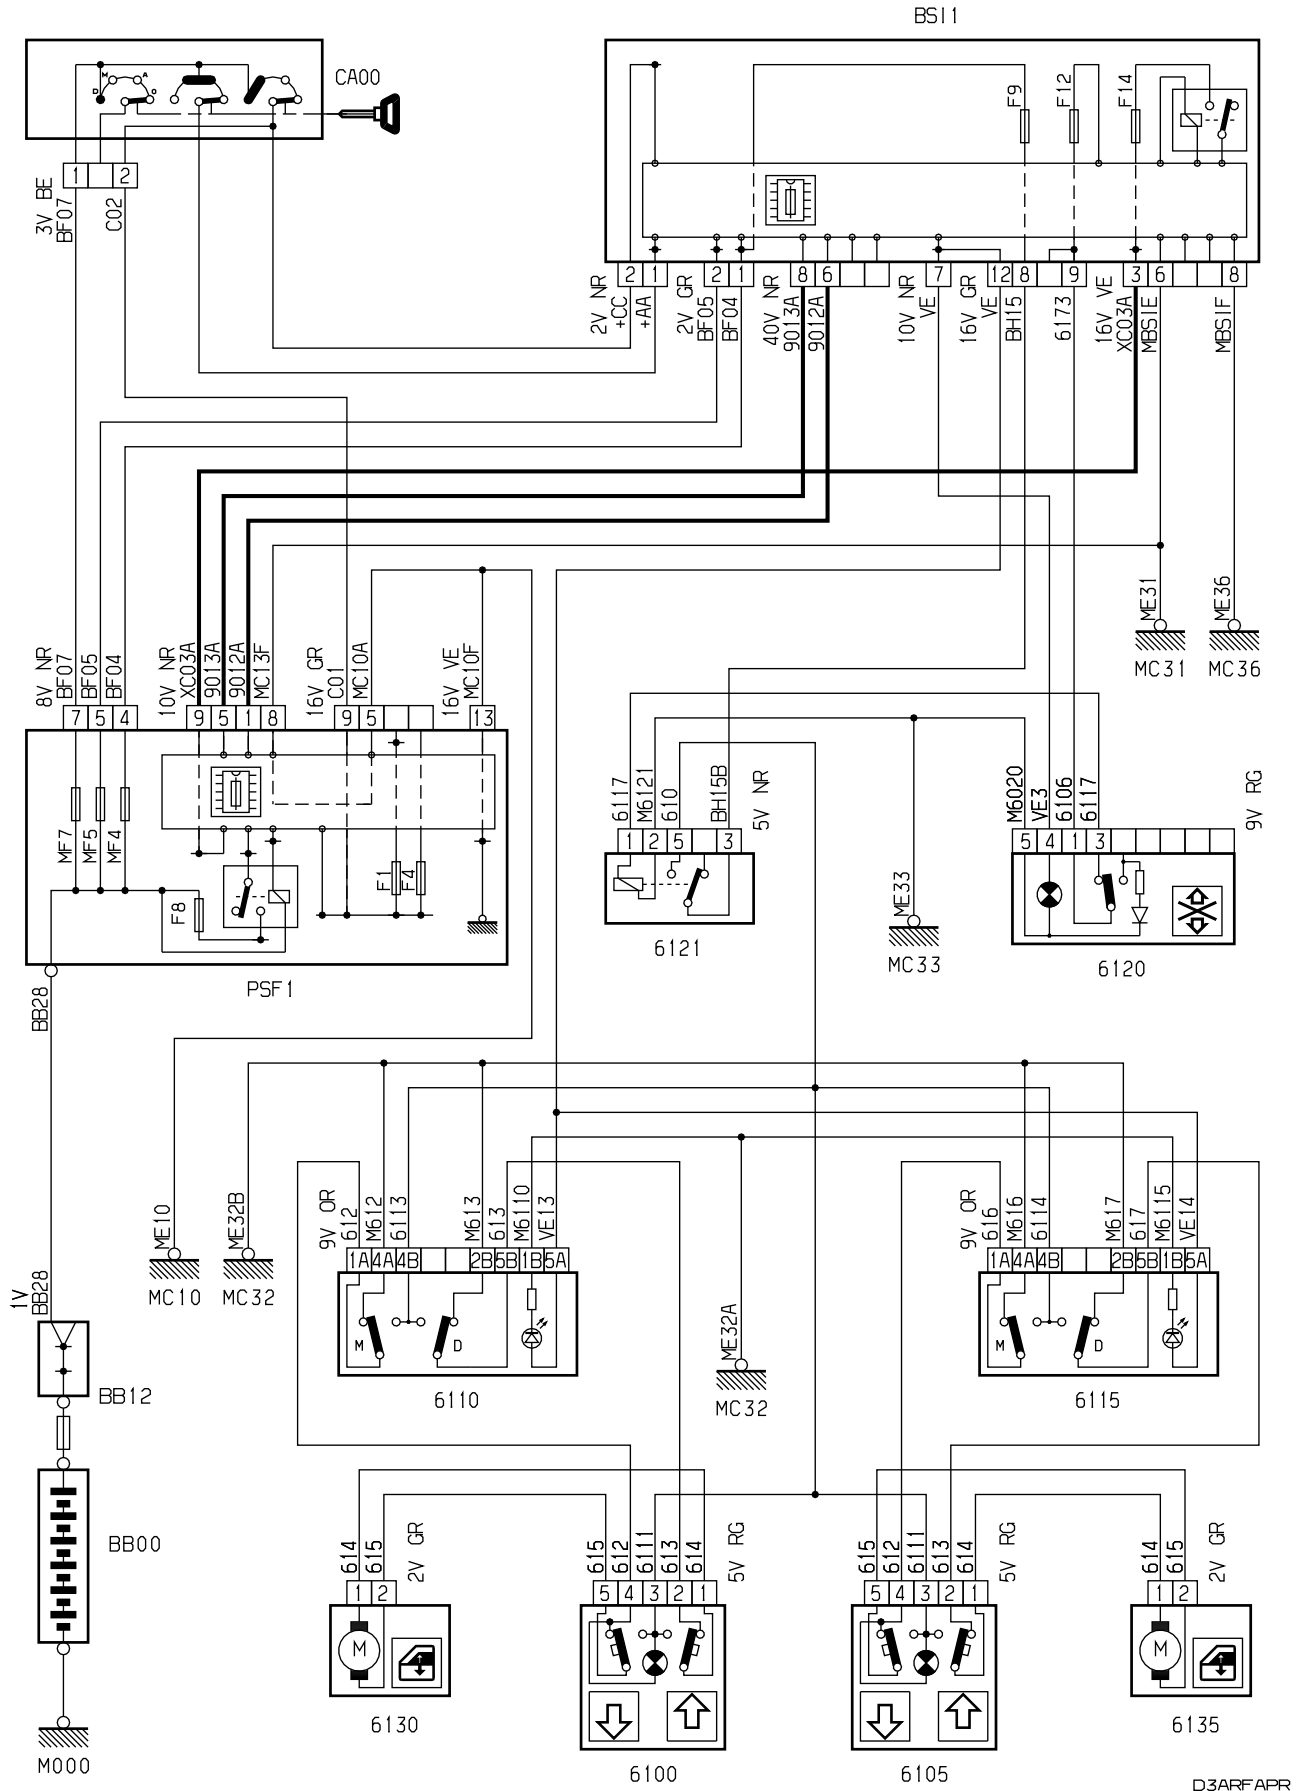 BSI1
CA00
M A
D O
F9 F12 F14
1 2
3V BE
BF07
C02
2 1 2 1 8 6 7 12 8 9 3 6 8
2V NR
+CC
+AA
2V GR
BF05
BF04
40V NR
9013A
9012A
10V NR
VE
16V GR
VE
BH15
6173
16V VE
XC03A
MBSIE
MBSIF
ME31
ME36
MC31 MC36
8V NR
BF07
BF05
BF04
10V NR
XC03A
9013A
9012A
MC13F
16V GR
C01
MC10A
16V VE
MC10F
7 5 4 9 5 1 8 9 5 13
MF7
MF5
MF4
F8
F1
F4
PSF1
6117
M6121
610
BH15B
5V NR
1 2 5 3
6121
ME33
MC33
M6020
VE3
6106
6117
9V RG
5 4 1 3
6120
BB28
ME10
ME32B
MC10 MC32
9V OR
612
M612
6113
M613
613
M6110
VE13
1A 4A 4B 2B 5B 1B 5A
M D
6110
ME32A
MC32
9V OR
616
M616
6114
M617
617
M6115
VE14
1A 4A 4B 2B 5B 1B 5A
M D
6115
1V
BB28
BB12
BB00
M000
614
615
2V GR
1 2
M
6130
615
612
6111
613
614
5V RG
5 4 3 2 1
6100
615
612
6111
613
614
5V RG
5 4 3 2 1
6105
614
615
2V GR
1 2
M
6135
D3ARFAPR